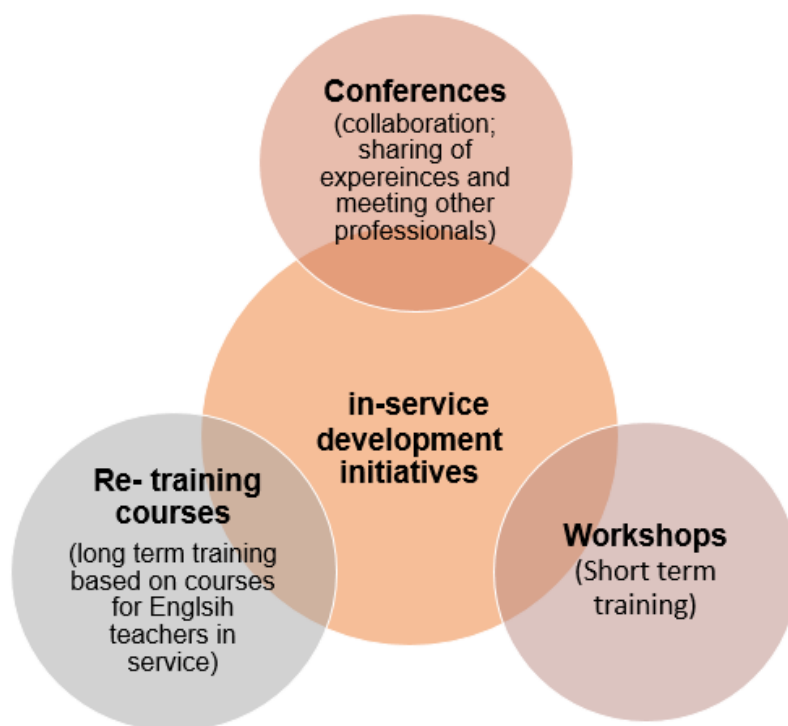 Conferences
(collaboration;
sharing of
expereinces and
meeting other
professionals)
in-service
development
initiatives
Re- training
courses
(long term training
based on courses
for Englsih
teachers in
service)
Workshops
(Short term
training)